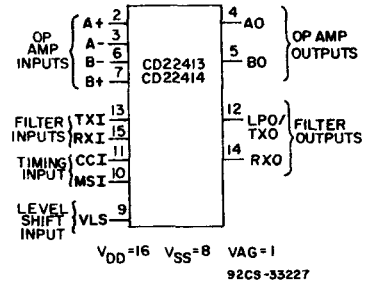 OP AMP INPUTS
A+ 2
A- 3
B- 6
B+ 7
CD22413
CD22414
4 AO
5 BO
OP AMP OUTPUTS
FILTER INPUTS
TXI 13
RXI 15
TIMING INPUT
CCI 11
MSI 10
12 LPO/TXO
14 RXO
FILTER OUTPUTS
LEVEL SHIFT INPUT
VLS 9
VDD=16 VSS=8 VAG=1
92CS-33227